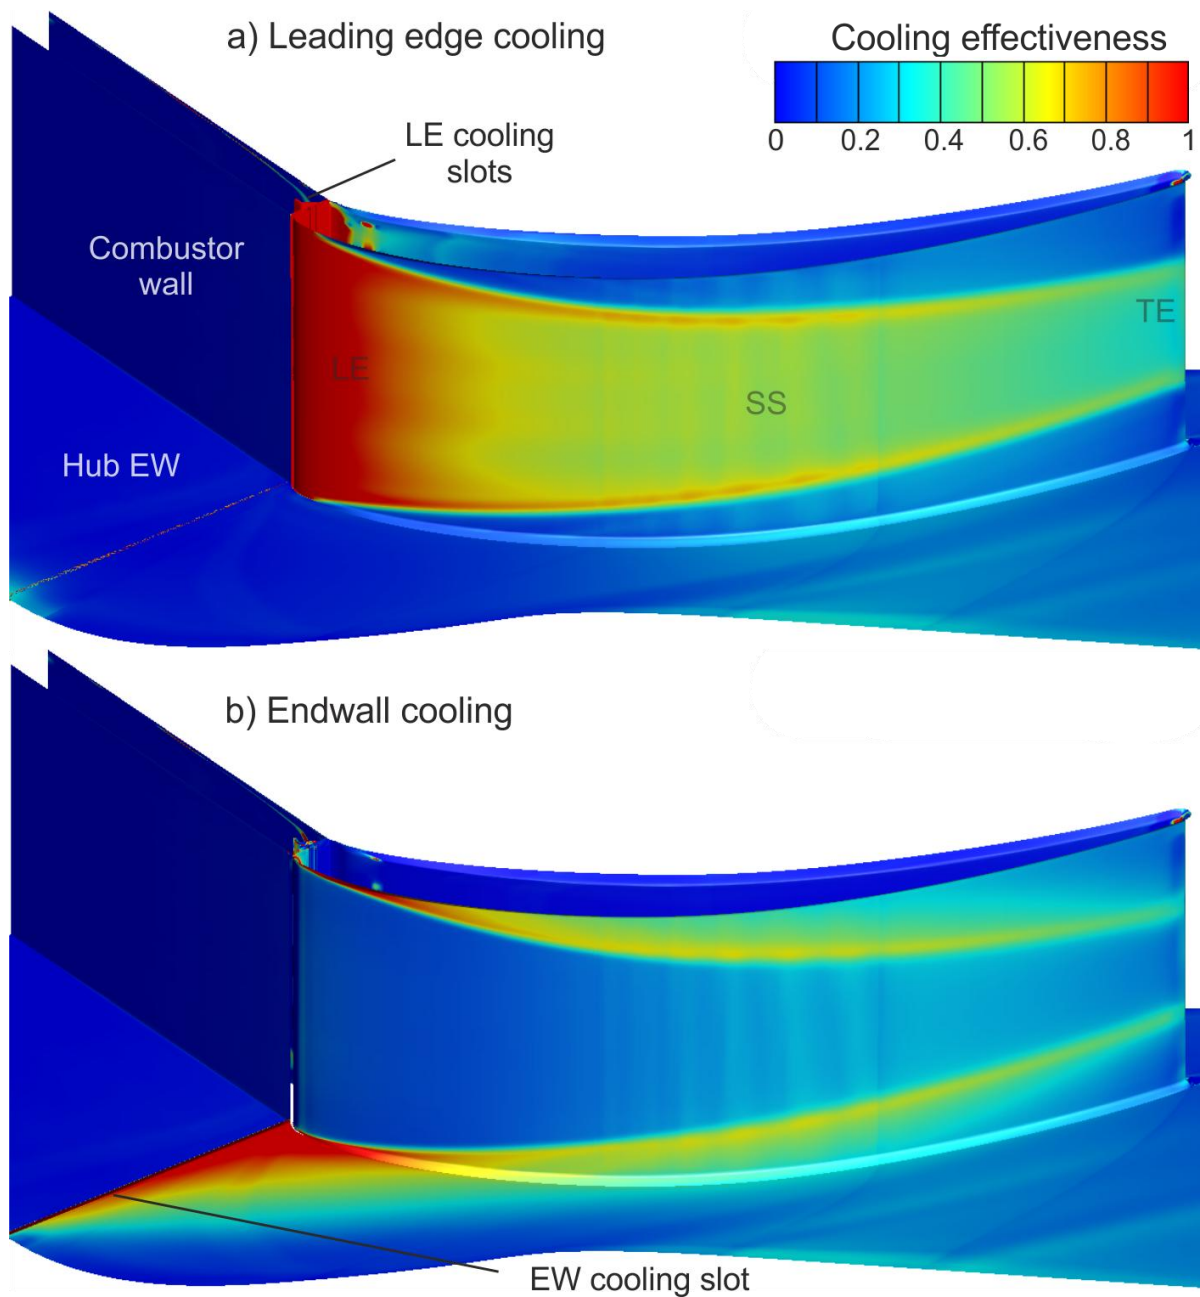 a) Leading edge cooling
Cooling effectiveness
0 0.2 0.4 0.6 0.8 1
LE cooling
slots
Combustor
wall
TE
LE
SS
Hub EW
b) Endwall cooling
EW cooling slot